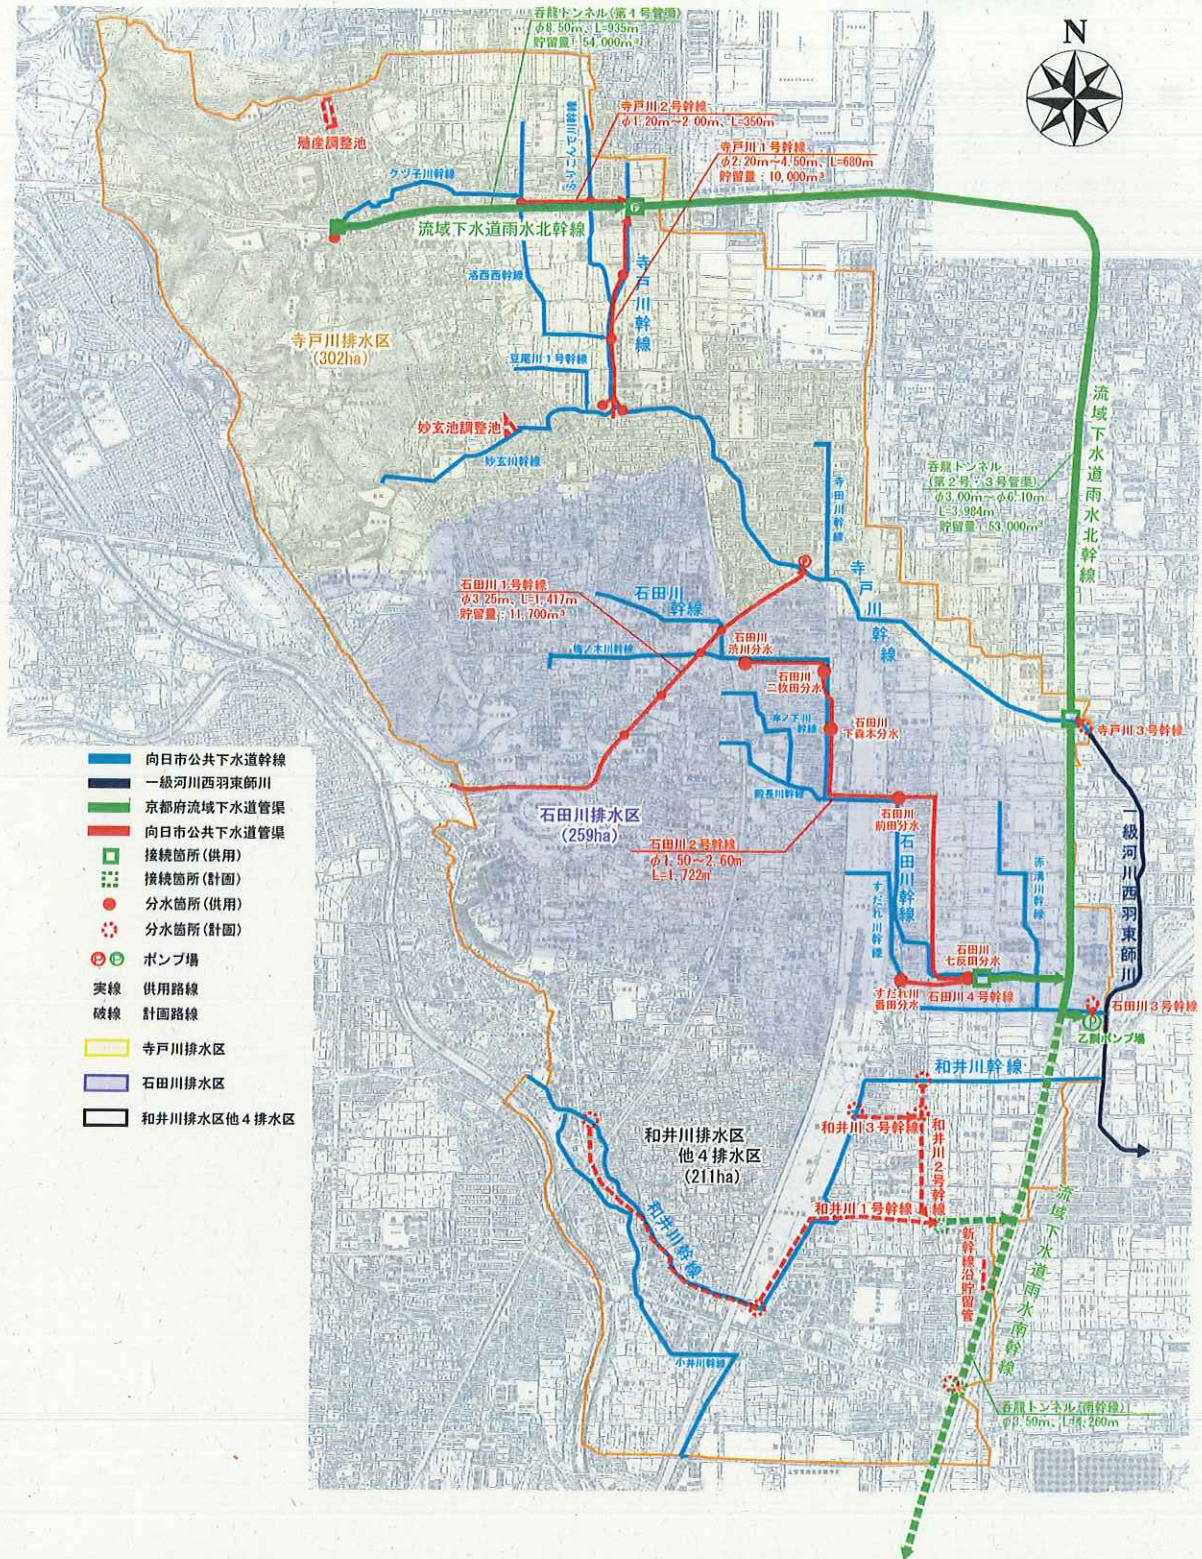 N
呑龍トンネル(第1号管渠)
φ8.50m、L=935m
貯留量：54,000m³
寺戸川2号幹線
φ1.20m～2.00m、L=350m
寺戸川1号幹線
φ2.20m～4.50m、L=680m
貯留量：10,000m³
殖産調整池
クヅ子川幹線
流域下水道雨水北幹線
洛西西幹線
寺戸川幹線
寺戸川排水区
(302ha)
豆尾川1号幹線
妙玄池調整池
妙玄川幹線
流域下水道雨水北幹線
呑龍トンネル
(第2号・3号管渠)
φ3.00m～φ6.10m
L=3,984m
貯留量：53,000m³
寺田川幹線
寺戸川幹線
石田川1号幹線
φ3.25m、L=1,417m
貯留量：11,700m³
石田川
幹線
梅ノ木川幹線
石田川
渋川分水
石田川
二枚田分水
石田川
下森本分水
岸ノ下川
幹線
寺戸川3号幹線
石田川排水区
(259ha)
石田川
前田分水
石田川2号幹線
φ1.50～2.60m
L=1,722m
石田川幹線
すだれ川幹線
赤溝川幹線
一級河川西羽束師川
石田川
七反田分水
すだれ川
番田分水
石田川4号幹線
石田川3号幹線
乙訓ポンプ場
向日市公共下水道幹線
一級河川西羽束師川
京都府流域下水道管渠
向日市公共下水道管渠
接続箇所(供用)
接続箇所(計画)
分水箇所(供用)
分水箇所(計画)
ポンプ場
実線　供用路線
破線　計画路線
寺戸川排水区
石田川排水区
和井川排水区他4排水区
和井川幹線
和井川3号幹線
和井川2号幹線
和井川排水区
他4排水区
(211ha)
和井川1号幹線
和井川幹線
新幹線沿貯留管
流域下水道雨水南幹線
小井川幹線
呑龍トンネル(南幹線)
φ3.50m、L=4,260m